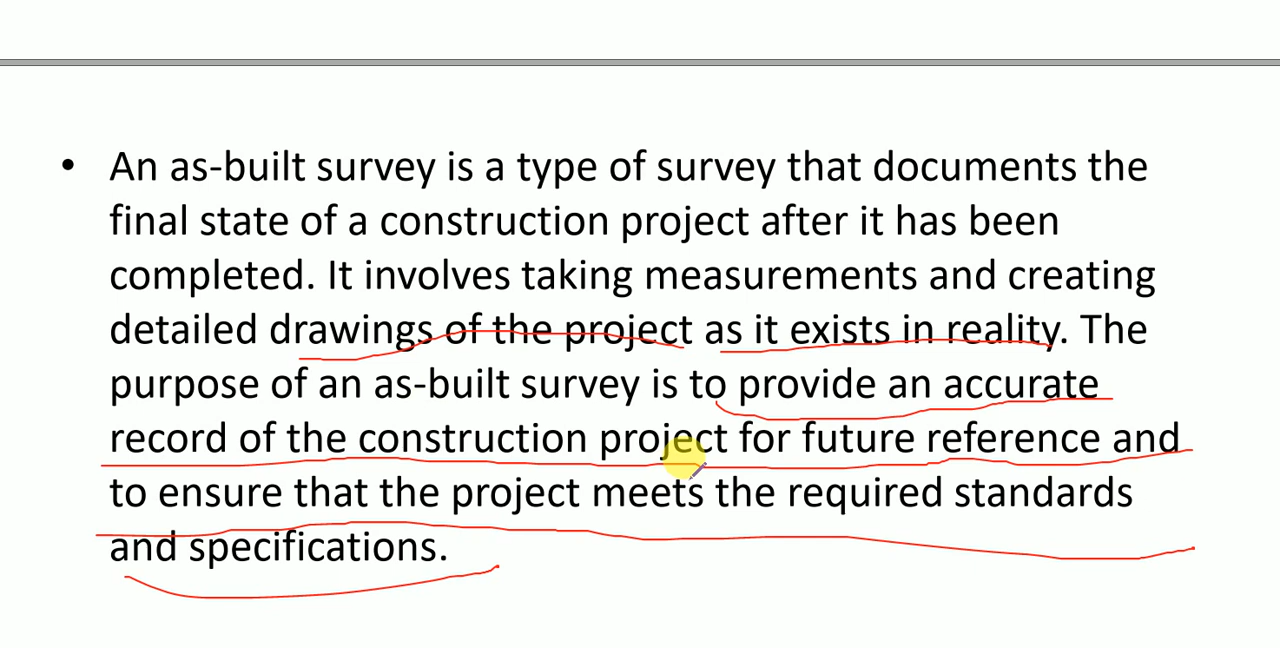 • An as-built survey is a type of survey that documents the
final state of a construction project after it has been
completed. It involves taking measurements and creating
detailed drawings of the project as it exists in reality. The
purpose of an as-built survey is to provide an accurate
record of the construction project for future reference and
to ensure that the project meets the required standards
and specifications.